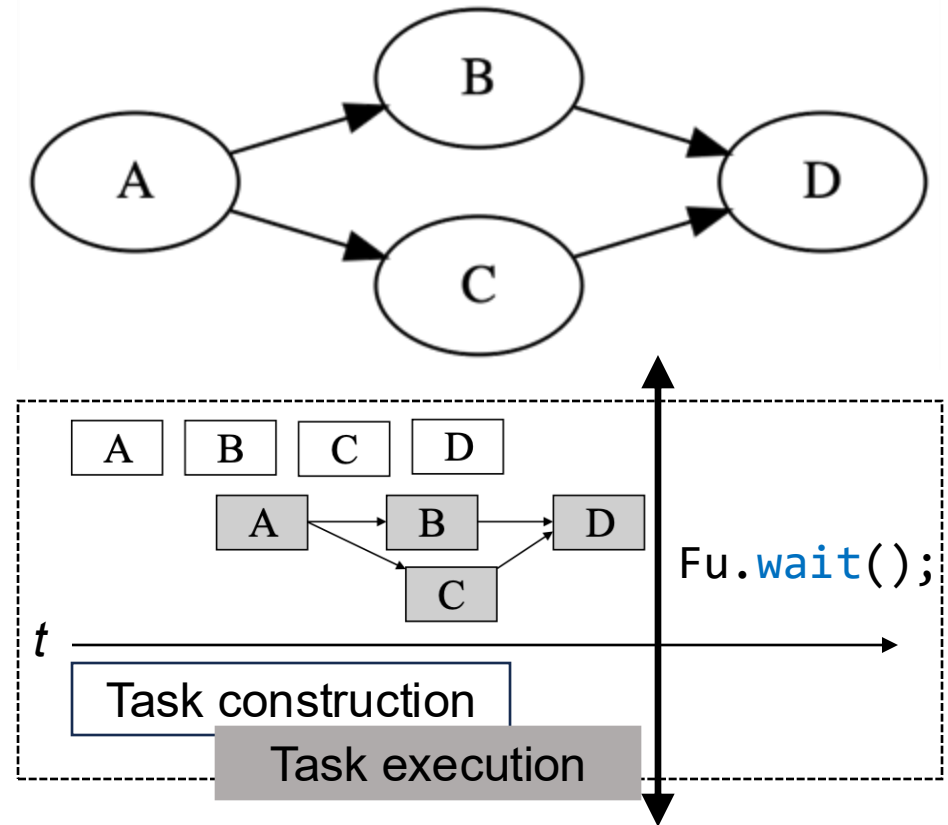 B
A
D
C
A B C D
A B D
Fu.wait();
C
t
Task construction
Task execution